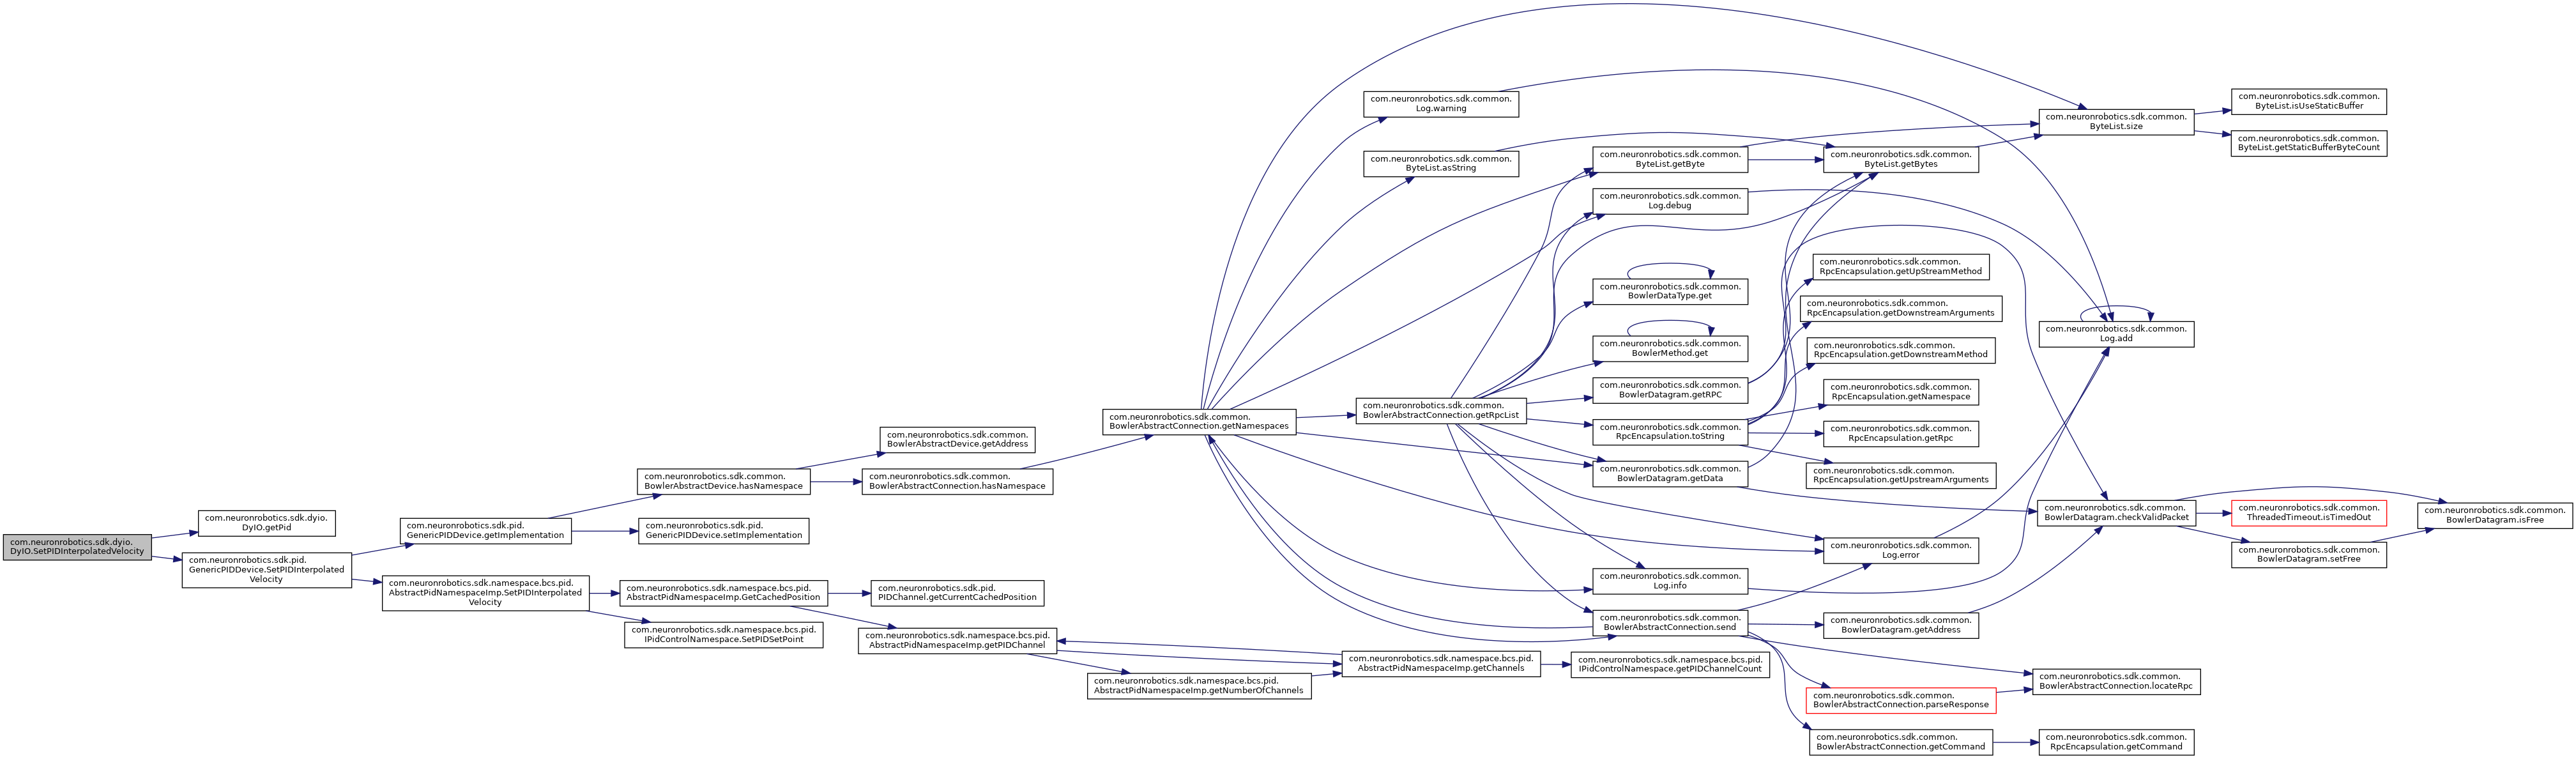 com.neuronrobotics.sdk.dyio.
DyIO.SetPIDInterpolatedVelocity
com.neuronrobotics.sdk.dyio.
DyIO.getPid
com.neuronrobotics.sdk.pid.
GenericPIDDevice.SetPIDInterpolated
Velocity
com.neuronrobotics.sdk.pid.
GenericPIDDevice.getImplementation
com.neuronrobotics.sdk.namespace.bcs.pid.
AbstractPidNamespaceImp.SetPIDInterpolated
Velocity
com.neuronrobotics.sdk.common.
BowlerAbstractDevice.hasNamespace
com.neuronrobotics.sdk.pid.
GenericPIDDevice.setImplementation
com.neuronrobotics.sdk.namespace.bcs.pid.
AbstractPidNamespaceImp.GetCachedPosition
com.neuronrobotics.sdk.namespace.bcs.pid.
IPidControlNamespace.SetPIDSetPoint
com.neuronrobotics.sdk.common.
BowlerAbstractDevice.getAddress
com.neuronrobotics.sdk.common.
BowlerAbstractConnection.hasNamespace
com.neuronrobotics.sdk.pid.
PIDChannel.getCurrentCachedPosition
com.neuronrobotics.sdk.namespace.bcs.pid.
AbstractPidNamespaceImp.getPIDChannel
com.neuronrobotics.sdk.common.
BowlerAbstractConnection.getNamespaces
com.neuronrobotics.sdk.namespace.bcs.pid.
AbstractPidNamespaceImp.getNumberOfChannels
com.neuronrobotics.sdk.common.
Log.warning
com.neuronrobotics.sdk.common.
ByteList.asString
com.neuronrobotics.sdk.common.
BowlerAbstractConnection.getRpcList
com.neuronrobotics.sdk.namespace.bcs.pid.
AbstractPidNamespaceImp.getChannels
com.neuronrobotics.sdk.common.
ByteList.getByte
com.neuronrobotics.sdk.common.
Log.debug
com.neuronrobotics.sdk.common.
BowlerDataType.get
com.neuronrobotics.sdk.common.
BowlerMethod.get
com.neuronrobotics.sdk.common.
BowlerDatagram.getRPC
com.neuronrobotics.sdk.common.
RpcEncapsulation.toString
com.neuronrobotics.sdk.common.
BowlerDatagram.getData
com.neuronrobotics.sdk.common.
Log.info
com.neuronrobotics.sdk.common.
BowlerAbstractConnection.send
com.neuronrobotics.sdk.namespace.bcs.pid.
IPidControlNamespace.getPIDChannelCount
com.neuronrobotics.sdk.common.
ByteList.getBytes
com.neuronrobotics.sdk.common.
RpcEncapsulation.getUpStreamMethod
com.neuronrobotics.sdk.common.
RpcEncapsulation.getDownstreamArguments
com.neuronrobotics.sdk.common.
RpcEncapsulation.getDownstreamMethod
com.neuronrobotics.sdk.common.
RpcEncapsulation.getNamespace
com.neuronrobotics.sdk.common.
RpcEncapsulation.getRpc
com.neuronrobotics.sdk.common.
RpcEncapsulation.getUpstreamArguments
com.neuronrobotics.sdk.common.
Log.error
com.neuronrobotics.sdk.common.
BowlerDatagram.getAddress
com.neuronrobotics.sdk.common.
BowlerAbstractConnection.parseResponse
com.neuronrobotics.sdk.common.
BowlerAbstractConnection.getCommand
com.neuronrobotics.sdk.common.
ByteList.size
com.neuronrobotics.sdk.common.
Log.add
com.neuronrobotics.sdk.common.
BowlerDatagram.checkValidPacket
com.neuronrobotics.sdk.common.
BowlerAbstractConnection.locateRpc
com.neuronrobotics.sdk.common.
RpcEncapsulation.getCommand
com.neuronrobotics.sdk.common.
ByteList.isUseStaticBuffer
com.neuronrobotics.sdk.common.
ByteList.getStaticBufferByteCount
com.neuronrobotics.sdk.common.
ThreadedTimeout.isTimedOut
com.neuronrobotics.sdk.common.
BowlerDatagram.setFree
com.neuronrobotics.sdk.common.
BowlerDatagram.isFree